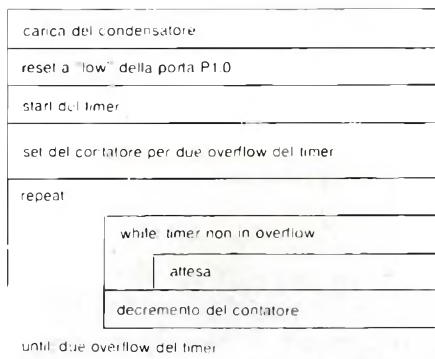 carica del condensatore
reset a "low" della porta P1.0
start del timer
set del contatore per due overflow del timer
repeat
while: timer non in overflow
attesa
decremento del contatore
until: due overflow del timer